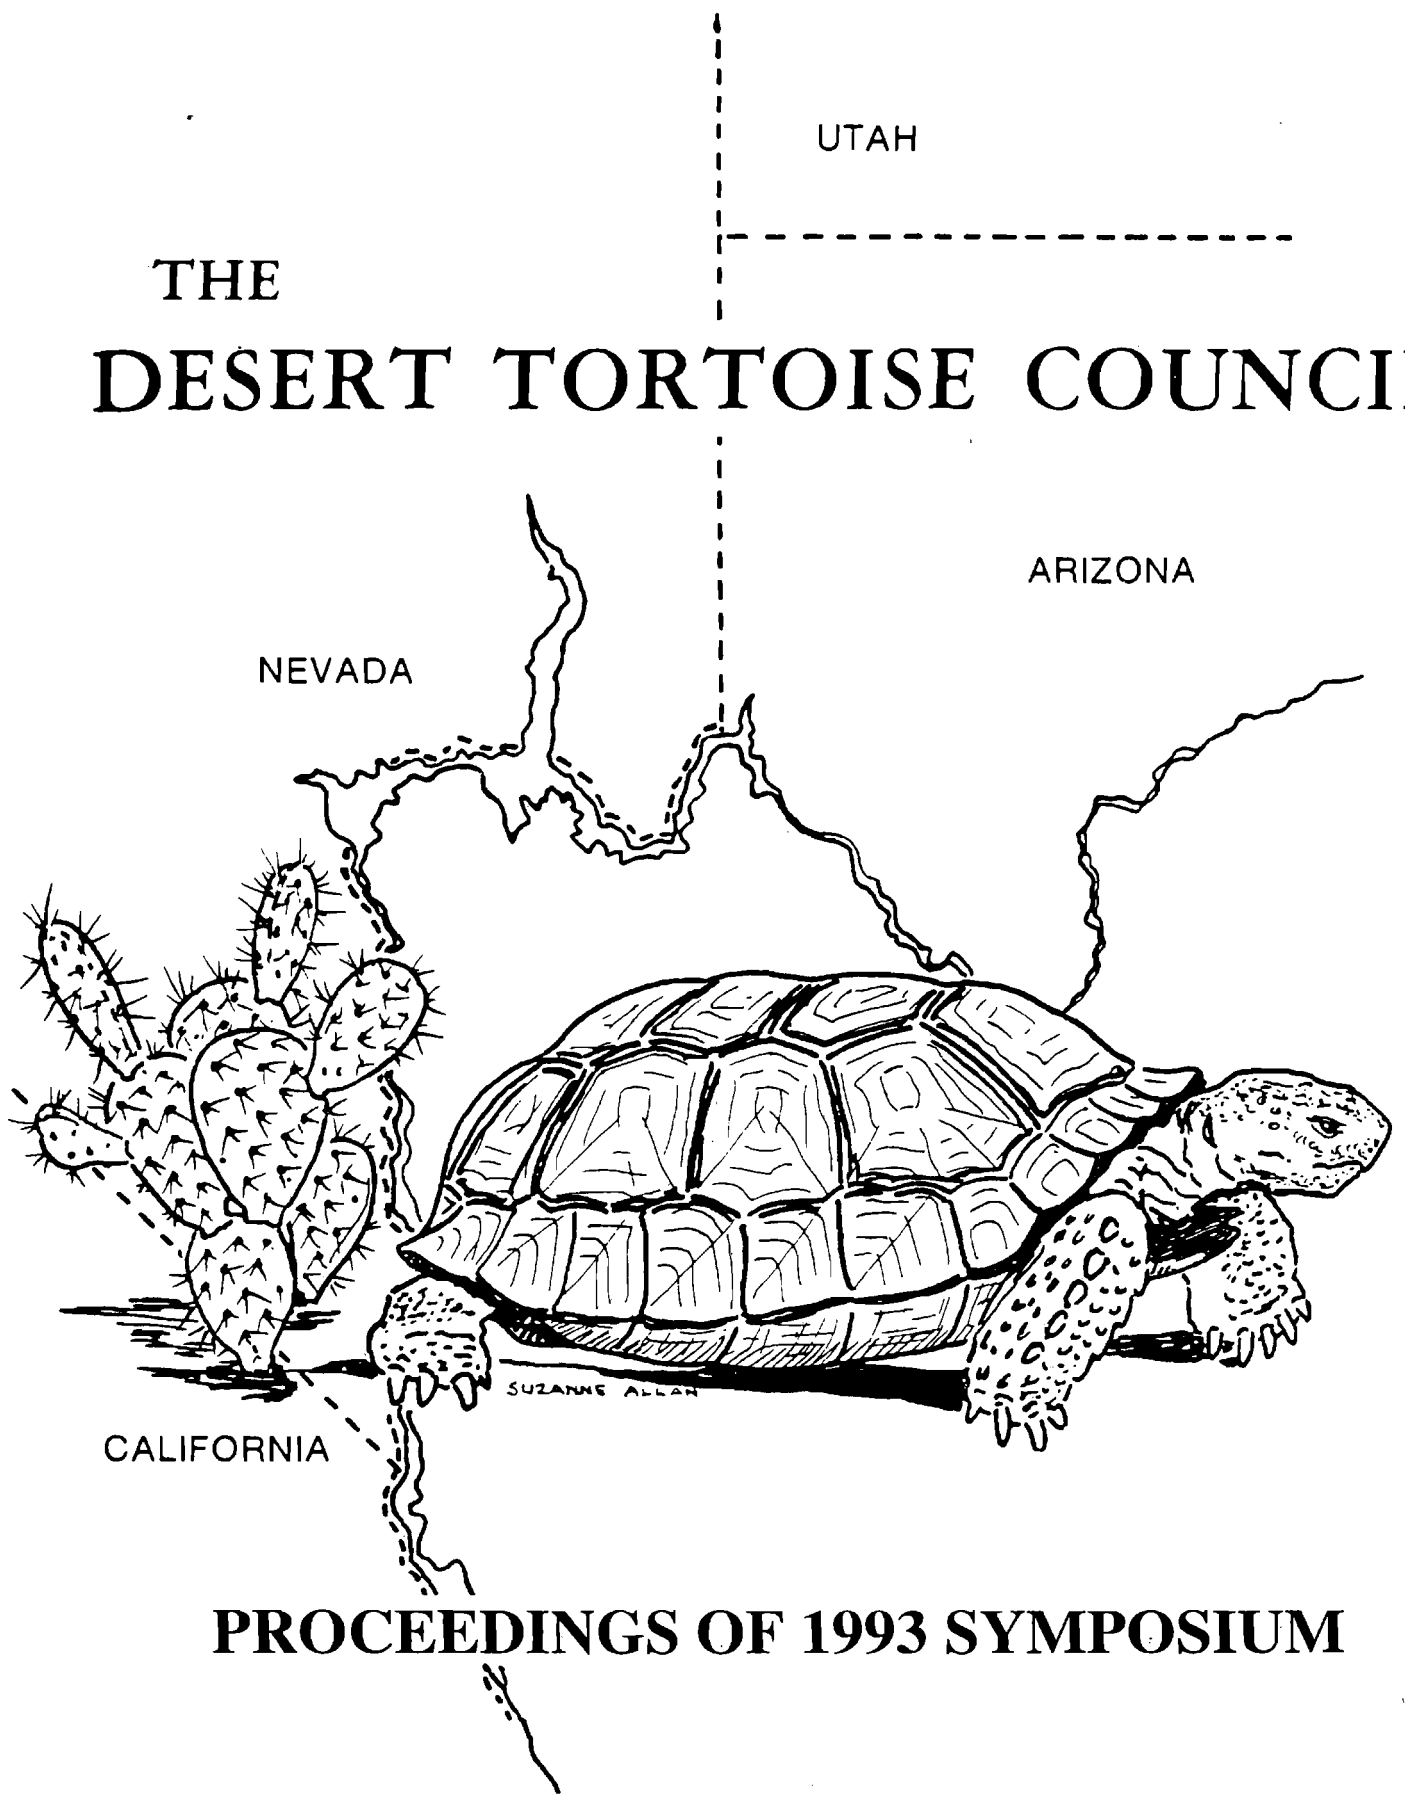 UTAH
THE
DESERT TORTOISE COUNCI
ARIZONA
NEVADA
SUZANNE ALLAN
CALIFORNIA
PROCEEDINGS OF 1993 SYMPOSIUM